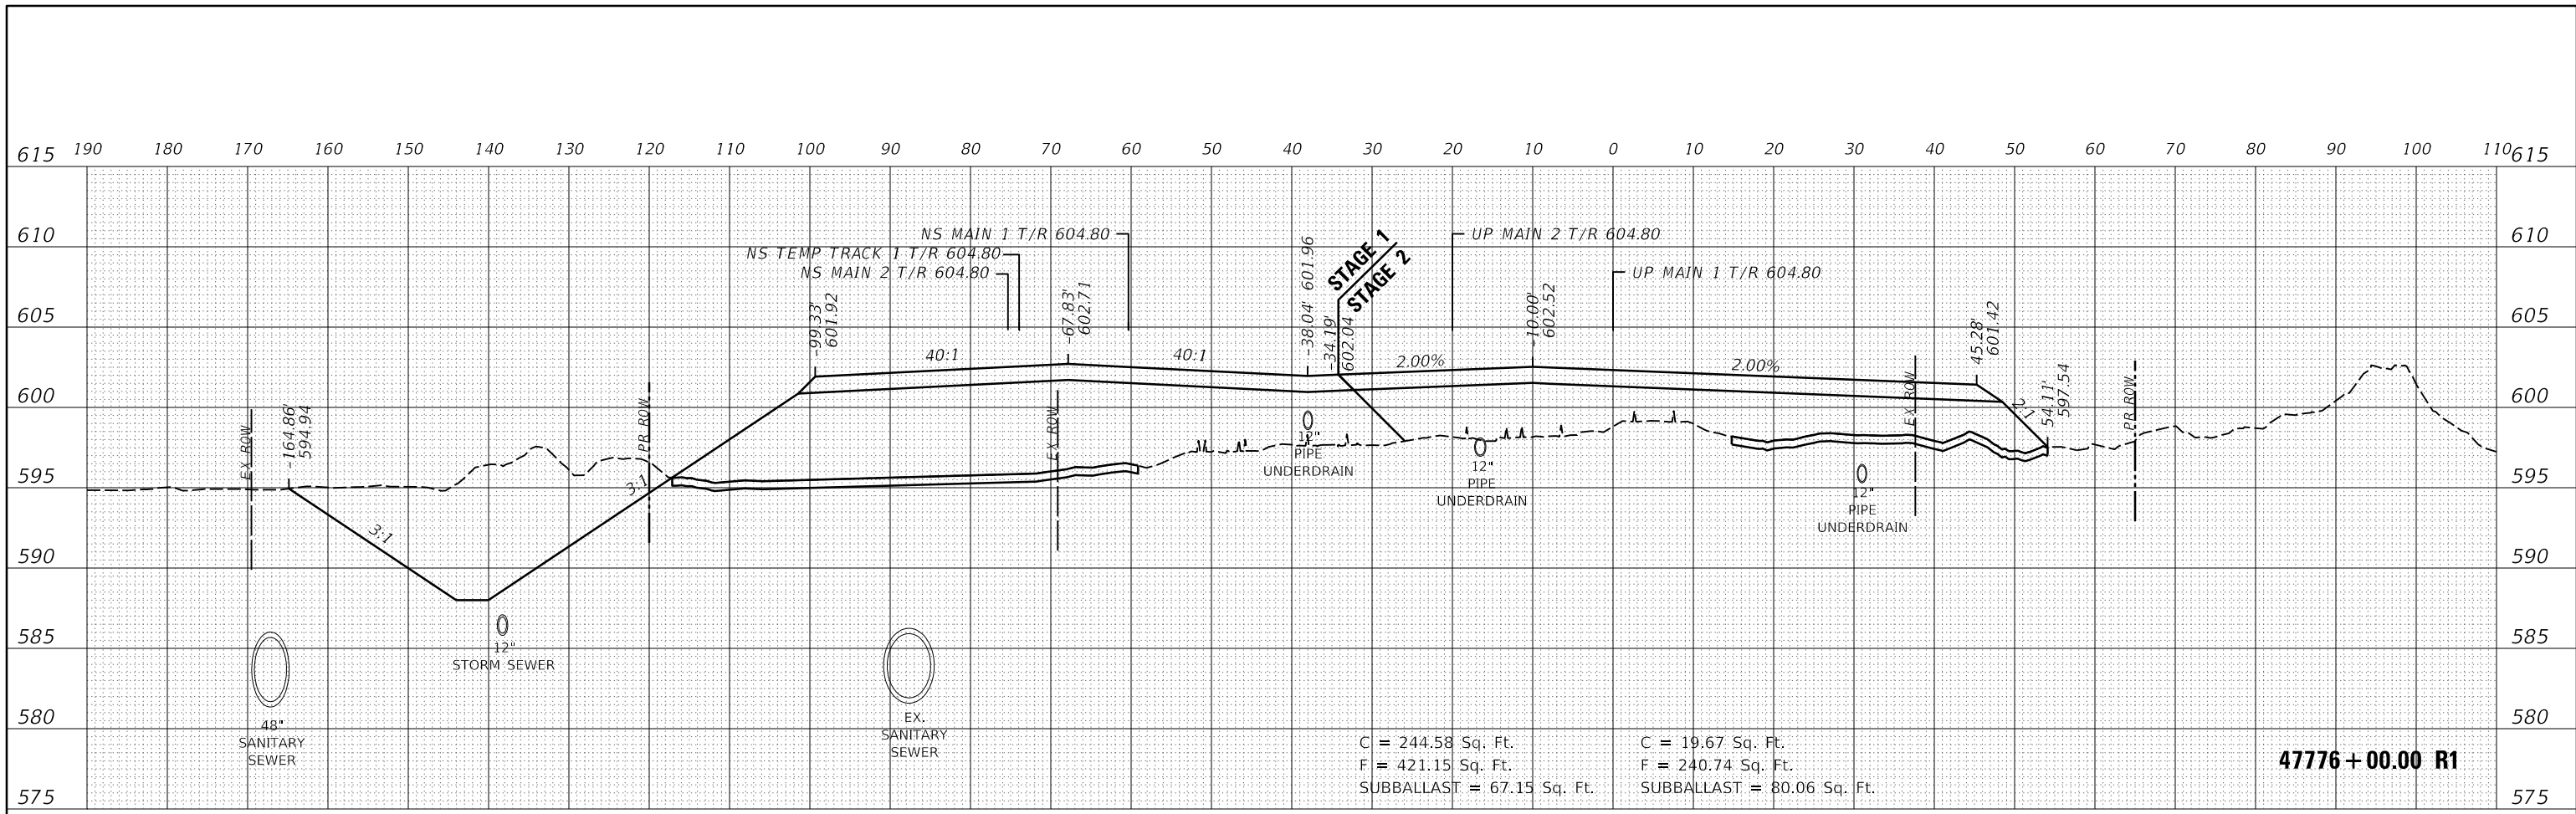 190 180 170 160 150 140 130 120 110 100 90 80 70 60 50 40 30 20 10 0 10 20 30 40 50 60 70 80 90 100 110
615 615
610 610
605 605
600 600
595 595
590 590
585 585
580 580
575 575
NS MAIN 1 T/R 604.80
NS TEMP TRACK 1 T/R 604.80
NS MAIN 2 T/R 604.80
UP MAIN 2 T/R 604.80
UP MAIN 1 T/R 604.80
STAGE 1
STAGE 2
EX ROW
-164.86'
594.94
PR ROW
-99.33'
601.92
40:1
-67.83'
602.71
EX ROW
40:1
-38.04' 601.96
-34.19'
602.04
2.00%
-10.00'
602.52
2.00%
EX ROW
45.28'
601.42
2:1
54.11'
597.54
PR ROW
3:1
3:1
12"
PIPE
UNDERDRAIN
12"
PIPE
UNDERDRAIN
12"
PIPE
UNDERDRAIN
12"
STORM SEWER
48"
SANITARY
SEWER
EX.
SANITARY
SEWER
C = 244.58 Sq. Ft.
F = 421.15 Sq. Ft.
SUBBALLAST = 67.15 Sq. Ft.
C = 19.67 Sq. Ft.
F = 240.74 Sq. Ft.
SUBBALLAST = 80.06 Sq. Ft.
47776+00.00 R1